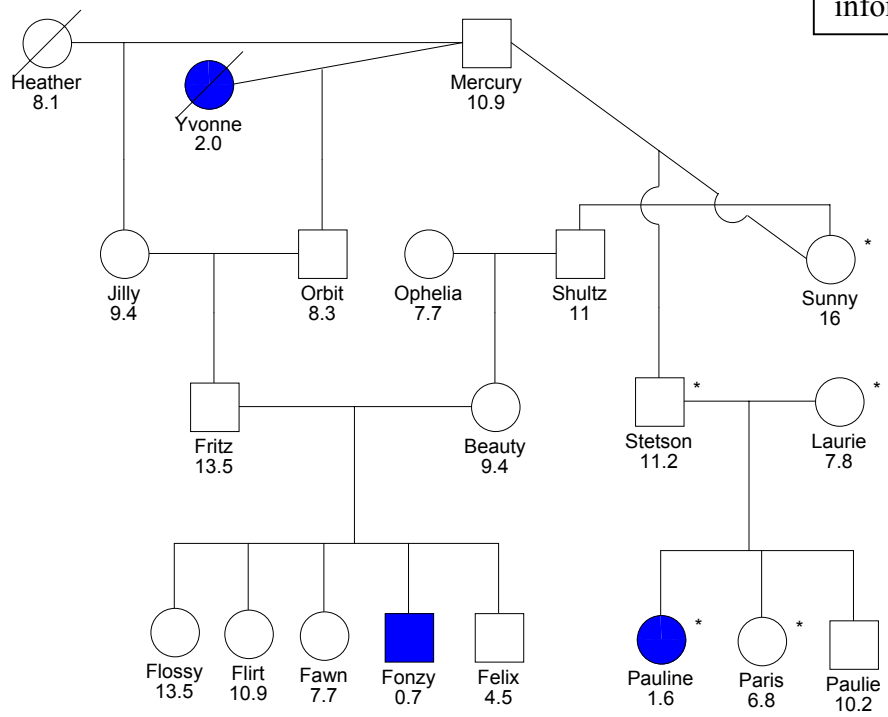 infor
Heather
8.1
Yvonne
2.0
Mercury
10.9
Jilly
9.4
Orbit
8.3
Ophelia
7.7
Shultz
11
*
Sunny
16
Fritz
13.5
Beauty
9.4
*
Stetson
11.2
*
Laurie
7.8
Flossy
13.5
Flirt
10.9
Fawn
7.7
Fonzy
0.7
Felix
4.5
*
Pauline
1.6
*
Paris
6.8
Paulie
10.2